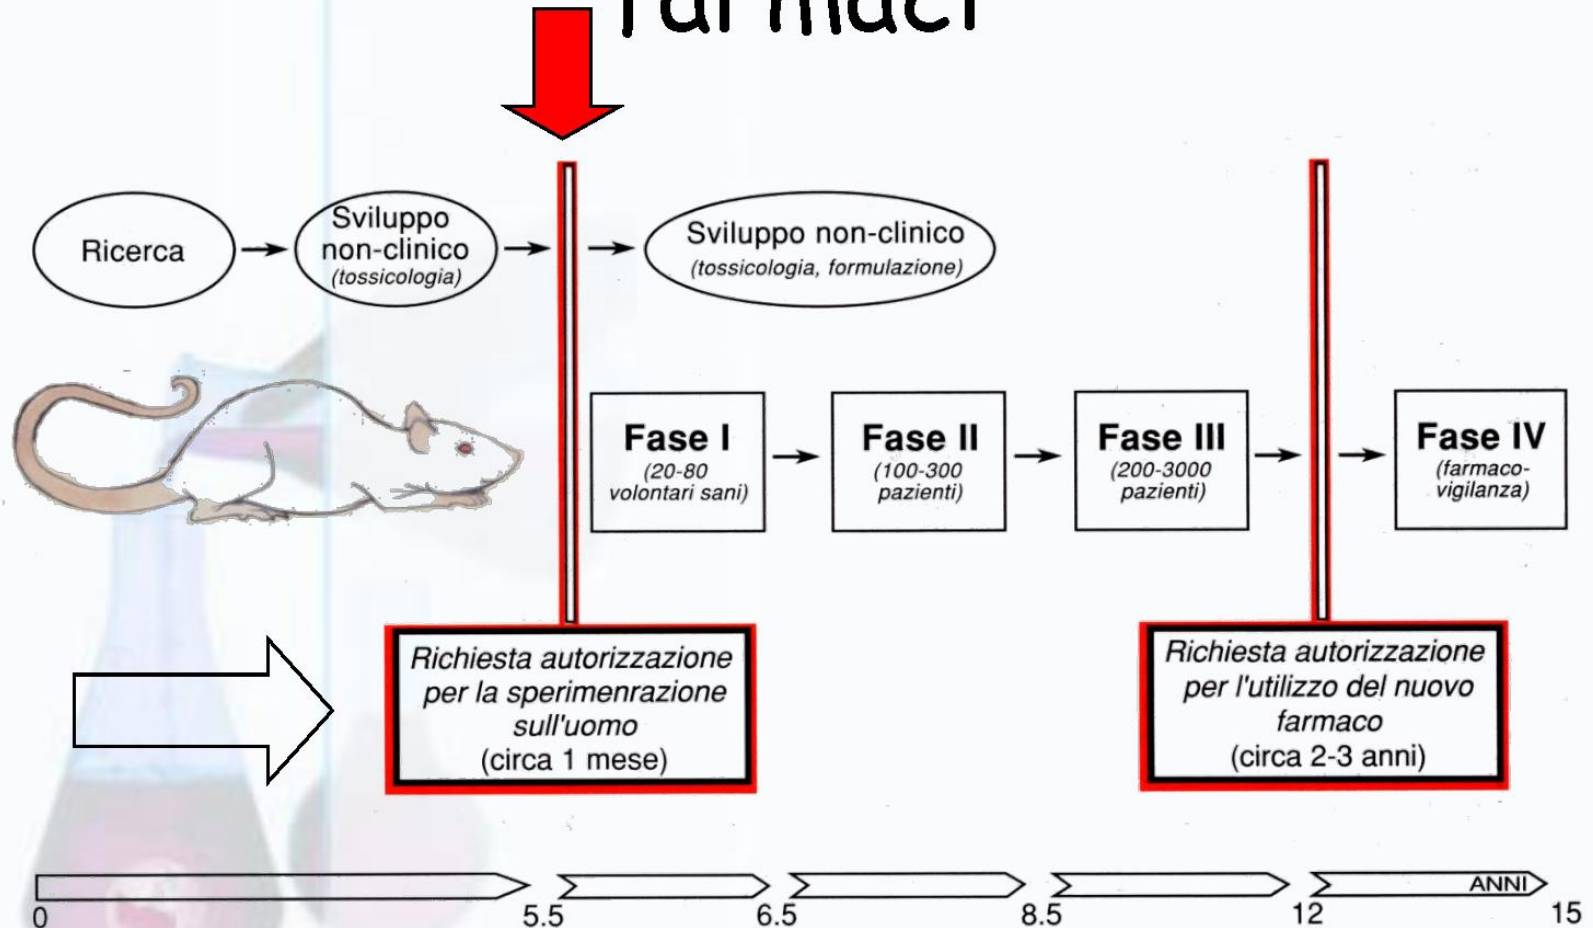 farmaci
Ricerca
Sviluppo
non-clinico
(tossicologia)
Sviluppo non-clinico
(tossicologia, formulazione)
Fase I
(20-80
volontari sani)
Fase II
(100-300
pazienti)
Fase III
(200-3000
pazienti)
Fase IV
(farmaco-
vigilanza)
Richiesta autorizzazione
per la sperimenrazione
sull'uomo
(circa 1 mese)
Richiesta autorizzazione
per l'utilizzo del nuovo
farmaco
(circa 2-3 anni)
ANNI
0 5.5 6.5 8.5 12 15